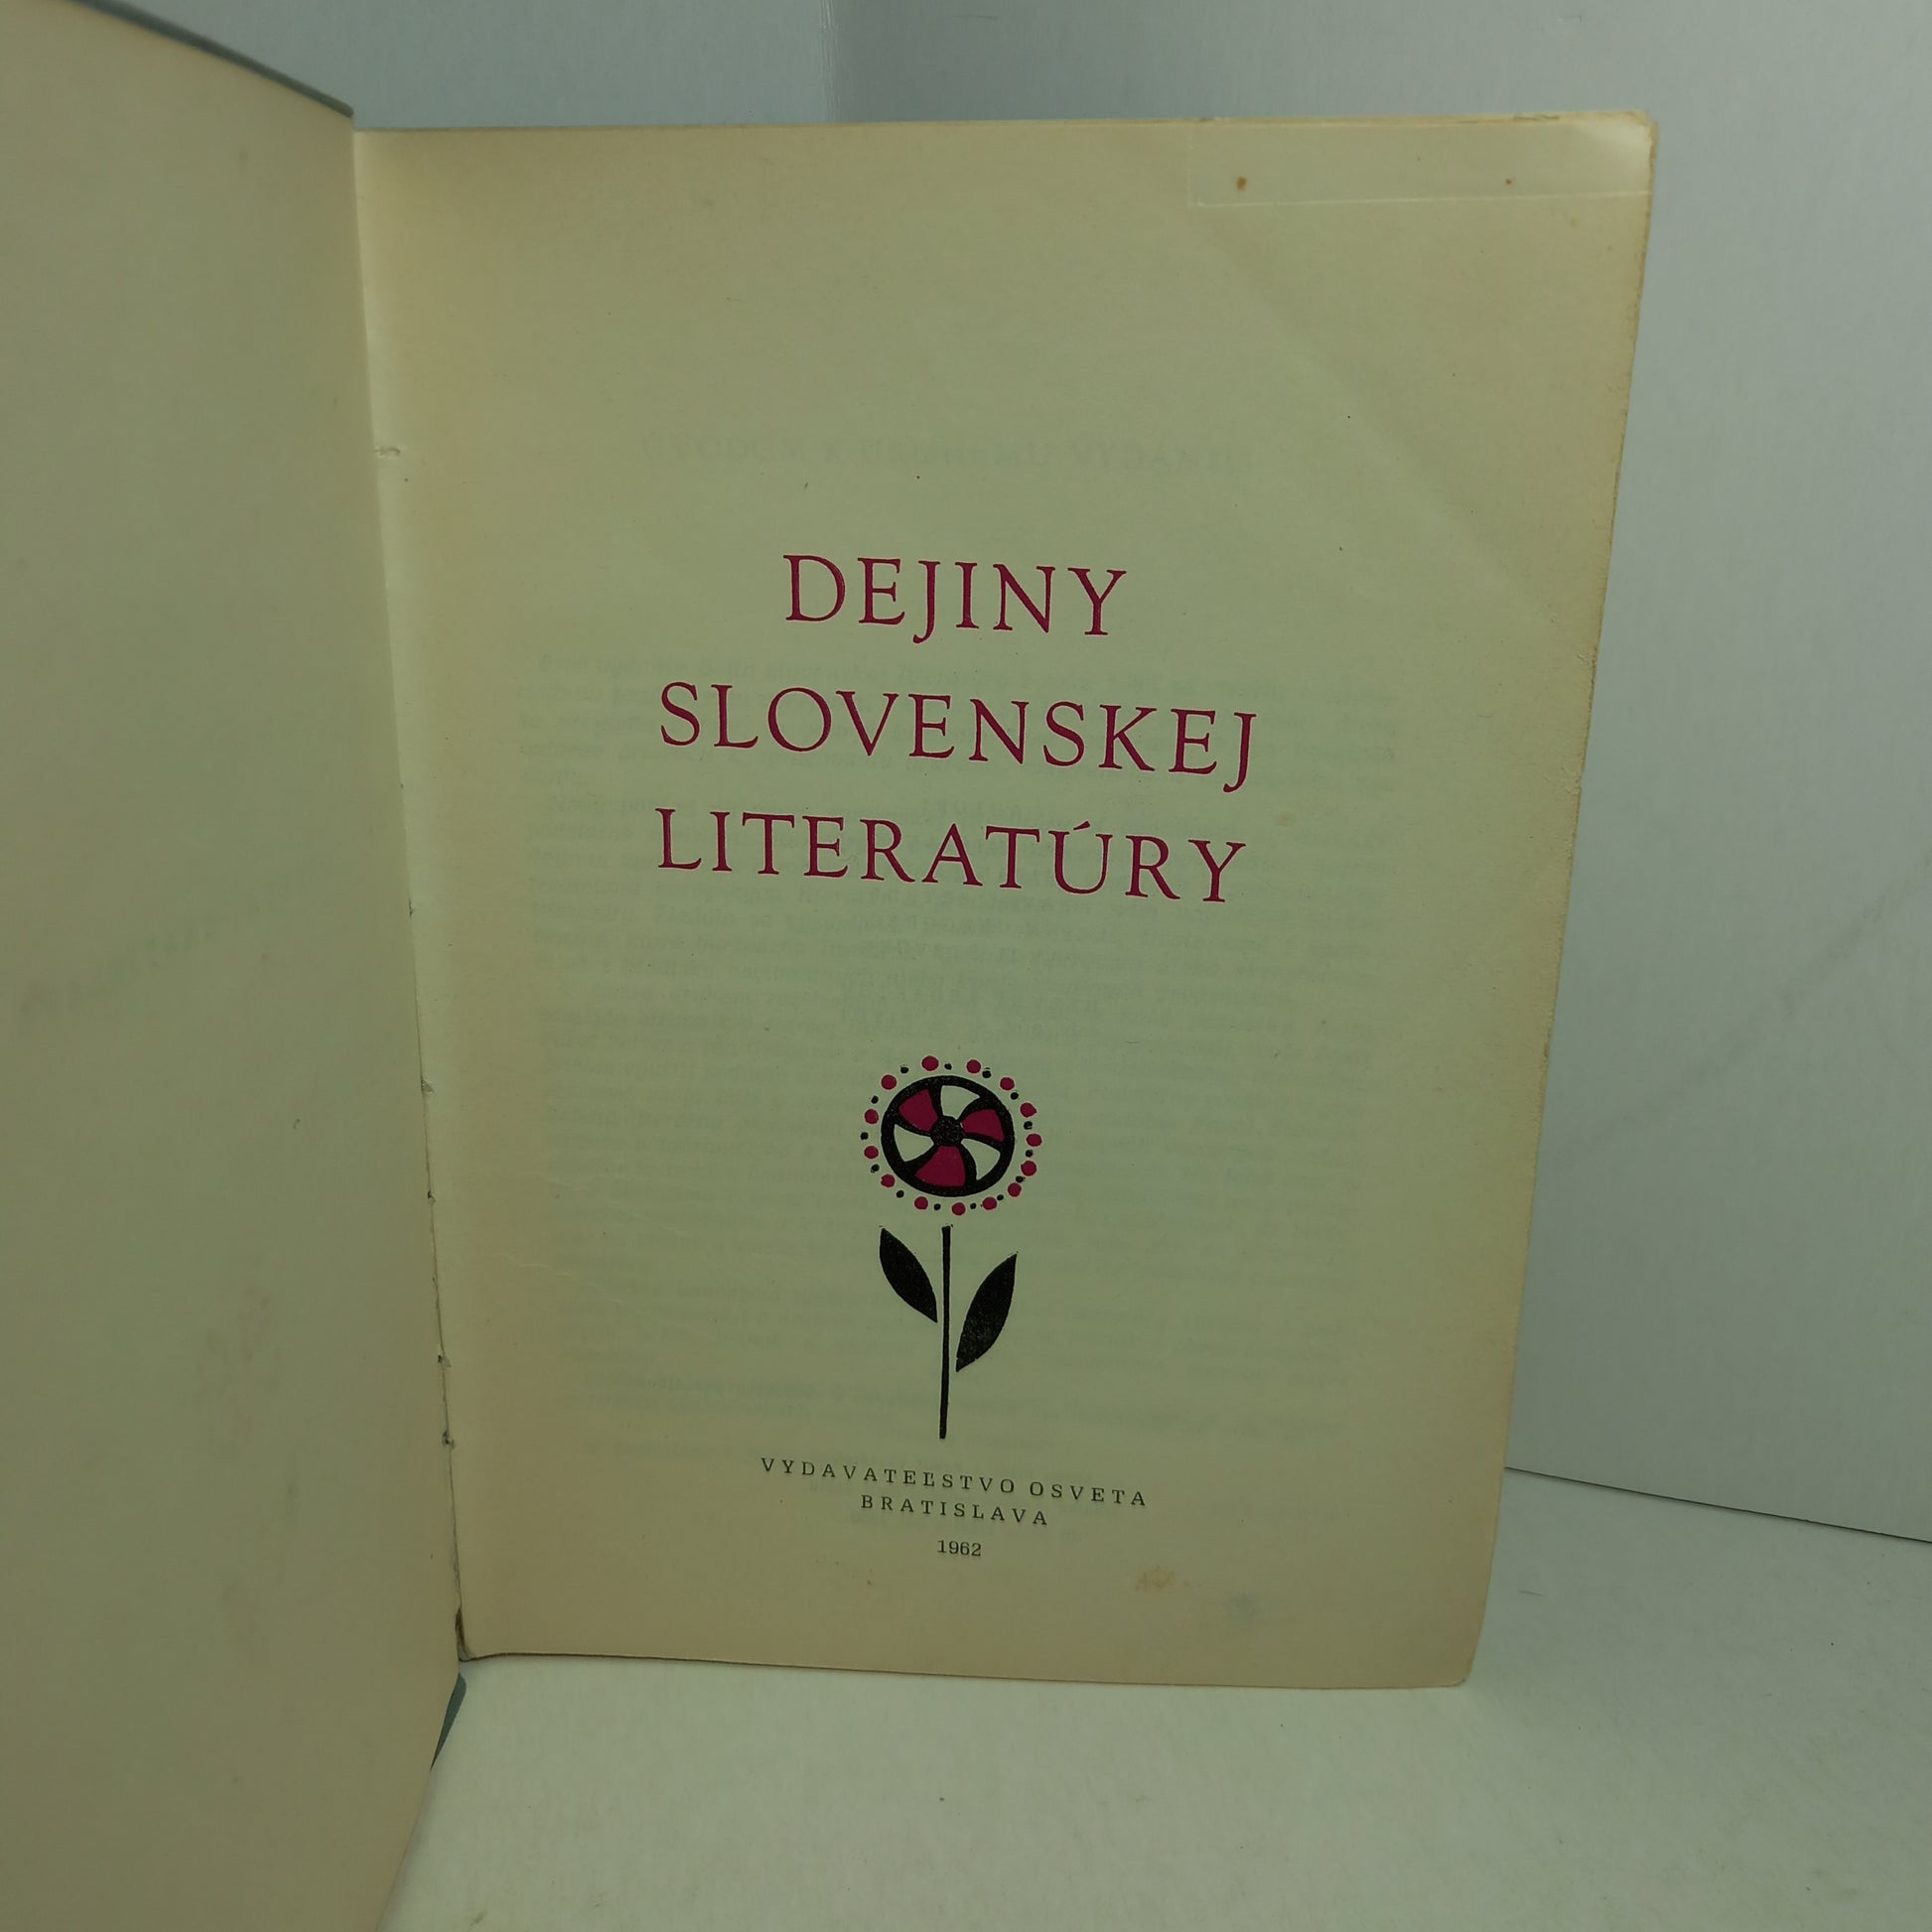 DEJINY
SLOVENSKEJ
LITERATÚRY
VYDAVATEĽSTVO OSVETA
BRATISLAVA
1962